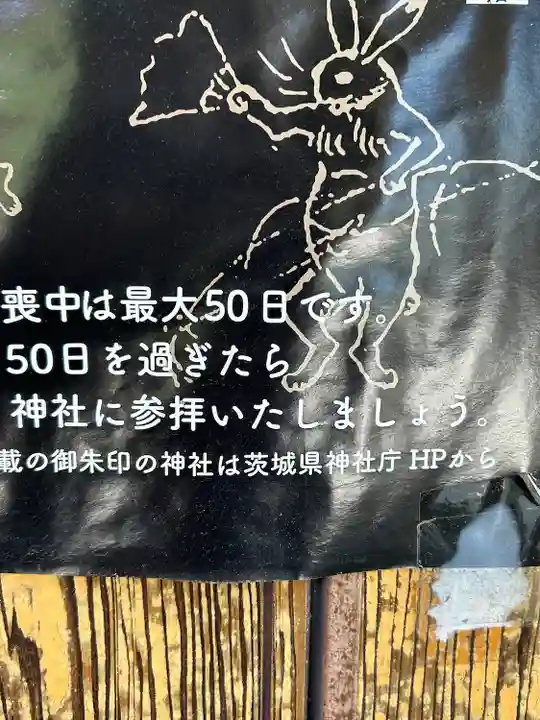 喪中は最大50日です。
50日を過ぎたら
神社に参拝いたしましょう。
載の御朱印の神社は茨城県神社庁HPから